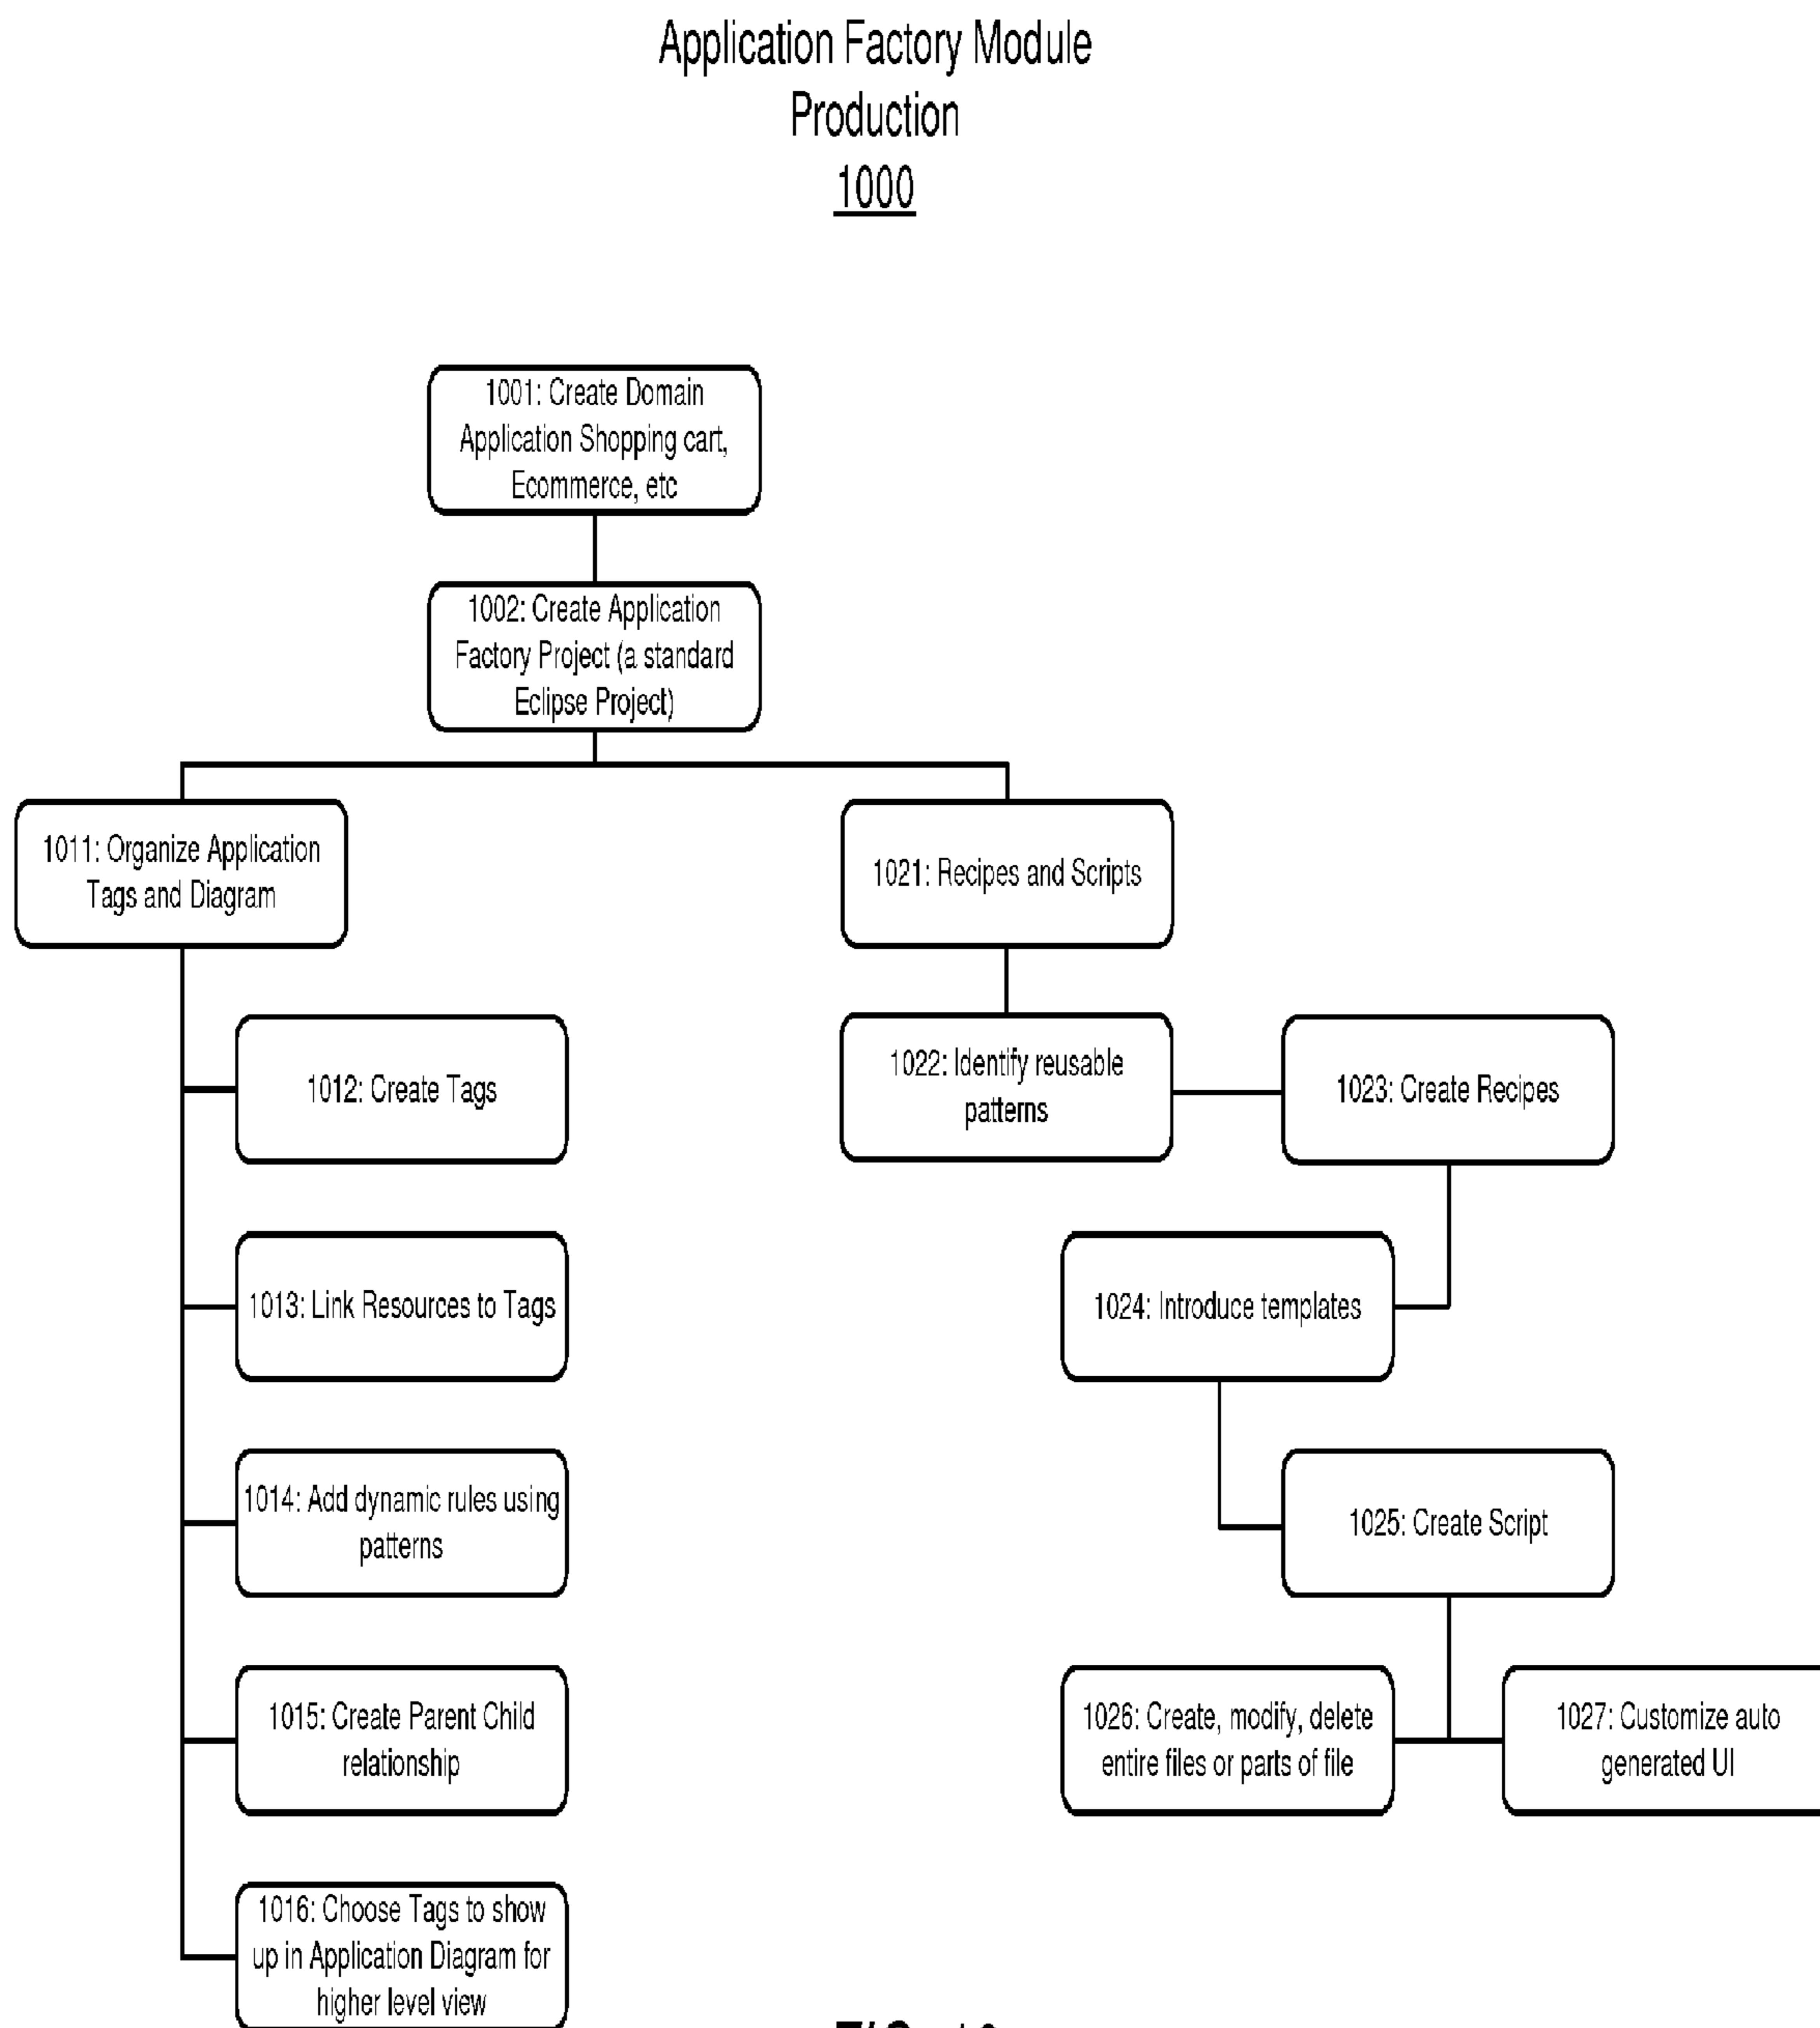 Application Factory Module
Production
1000
1001: Create Domain
Application Shopping cart,
Ecommerce, etc
1002: Create Application
Factory Project (a standard
Eclipse Project)
1011: Organize Application
Tags and Diagram
1021: Recipes and Scripts
1012: Create Tags
1022: Identify reusable
patterns
1023: Create Recipes
1013: Link Resources to Tags
1024: Introduce templates
1014: Add dynamic rules using
patterns
1025: Create Script
1015: Create Parent Child
relationship
1026: Create, modify, delete
entire files or parts of file
1027: Customize auto
generated UI
1016: Choose Tags to show
up in Application Diagram for
higher level view